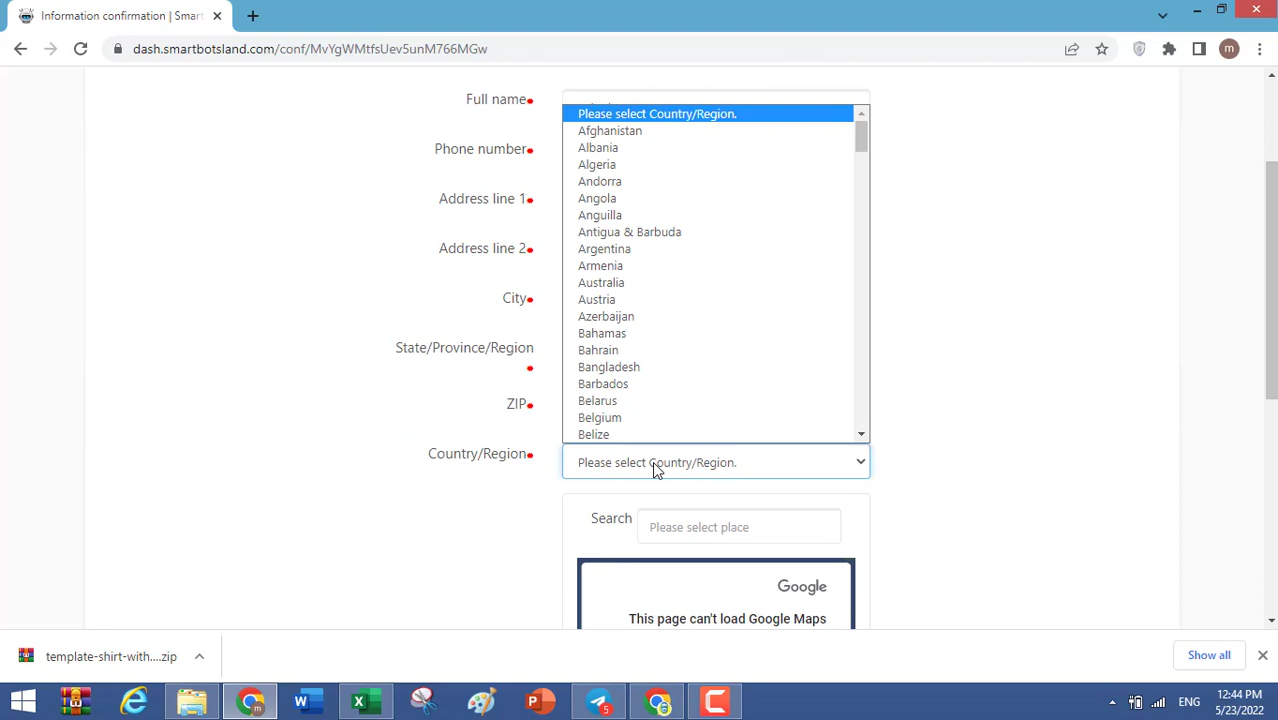 Information confirmation | Smart
dash.smartbotsland.com/conf/MvYgWMtfsUev5unM766MGw
m
Full name
Phone number
Address line 1
Address line 2
City
State/Province/Region
ZIP
Country/Region
Please select Country/Region.
Afghanistan
Albania
Algeria
Andorra
Angola
Anguilla
Antigua & Barbuda
Argentina
Armenia
Australia
Austria
Azerbaijan
Bahamas
Bahrain
Bangladesh
Barbados
Belarus
Belgium
Belize
Please select Country/Region.
Search
Please select place
Google
This page can't load Google Maps
template-shirt-with....zip
Show all
5
ENG
12:44 PM
5/23/2022